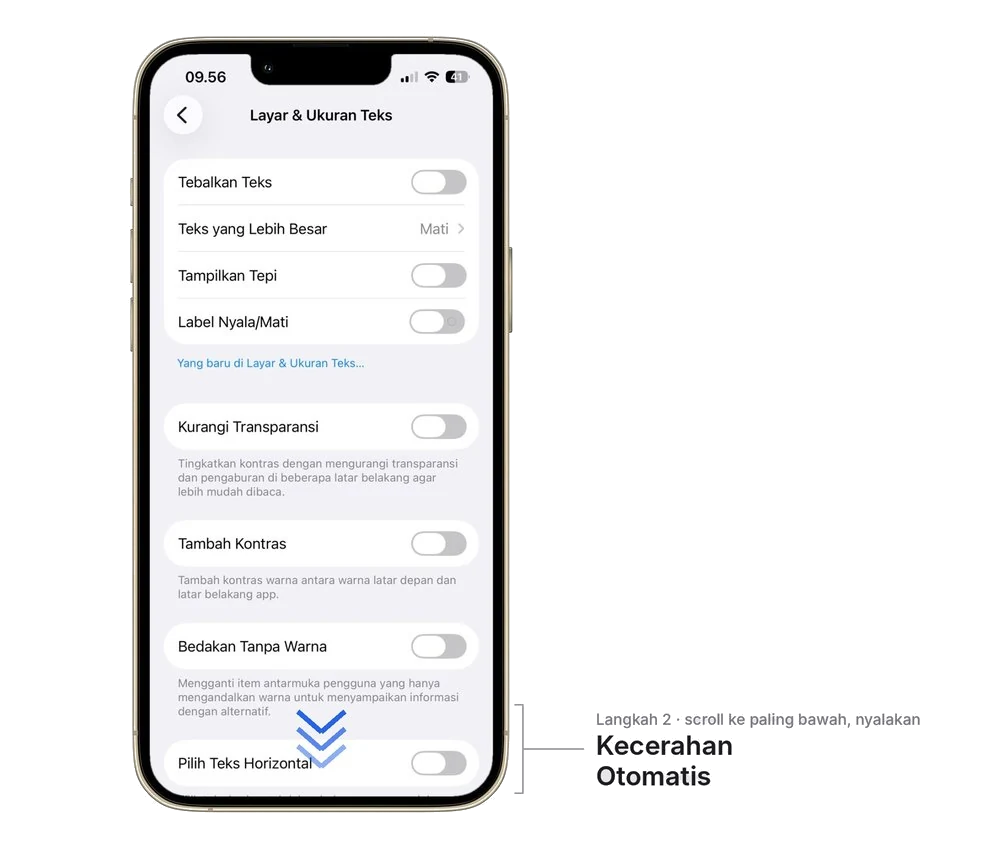 09.56
41
Layar & Ukuran Teks
Tebalkan Teks
Teks yang Lebih Besar
Mati
Tampilkan Tepi
Label Nyala/Mati
Yang baru di Layar & Ukuran Teks...
Kurangi Transparansi
Tingkatkan kontras dengan mengurangi transparansi
dan pengaburan di beberapa latar belakang agar
lebih mudah dibaca.
Tambah Kontras
Tambah kontras warna antara warna latar depan dan
latar belakang app.
Bedakan Tanpa Warna
Mengganti item antarmuka pengguna yang hanya
mengandalkan warna untuk menyampaikan informasi
dengan alternatif.
Pilih Teks Horizontal
Langkah 2 · scroll ke paling bawah, nyalakan
Kecerahan
Otomatis